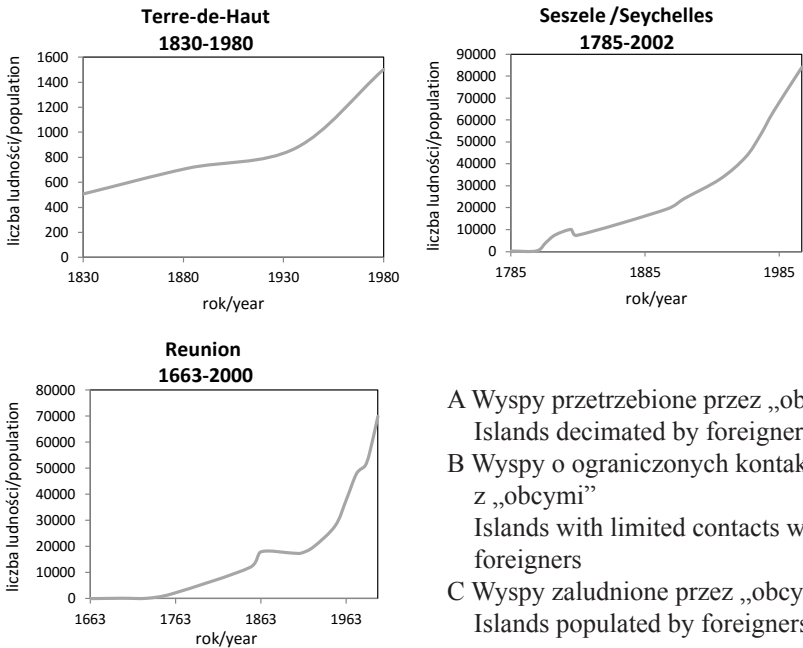 Terre-de-Haut
1830-1980
liczba ludności/population
1600
1400
1200
1000
800
600
400
200
0
1830
1880
1930
1980
rok/year
Seszele /Seychelles
1785-2002
liczba ludności/population
90000
80000
70000
60000
50000
40000
30000
20000
10000
0
1785
1885
1985
rok/year
Reunion
1663-2000
liczba ludności/population
80000
70000
60000
50000
40000
30000
20000
10000
0
1663
1763
1863
1963
rok/year
A Wyspy przetrzebione przez „ob
Islands decimated by foreigner
B Wyspy o ograniczonych kontak
z „obcymi”
Islands with limited contacts w
foreigners
C Wyspy zaludnione przez „obcy
Islands populated by foreigners